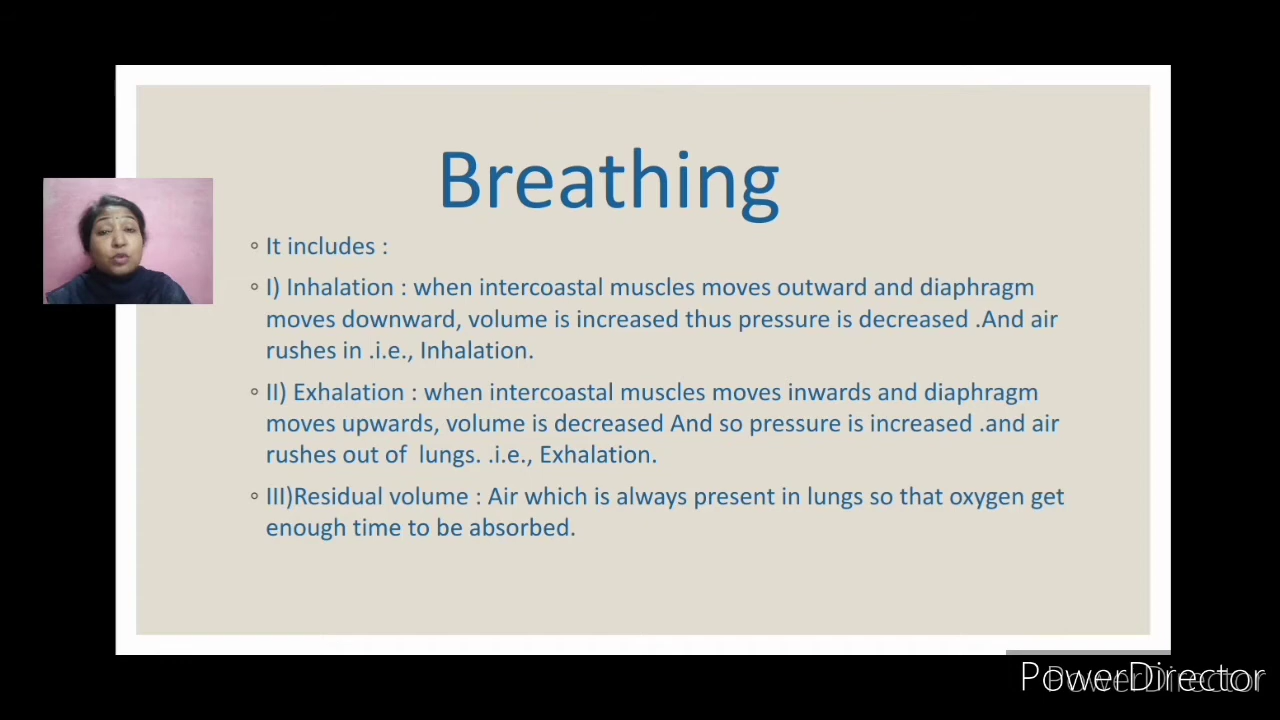 Breathing
It includes :
I) Inhalation : when intercoastal muscles moves outward and diaphragm
moves downward, volume is increased thus pressure is decreased .And air
rushes in .i.e., Inhalation.
II) Exhalation : when intercoastal muscles moves inwards and diaphragm
moves upwards, volume is decreased And so pressure is increased .and air
rushes out of  lungs. .i.e., Exhalation.
III)Residual volume : Air which is always present in lungs so that oxygen get
enough time to be absorbed.
PowerDirector